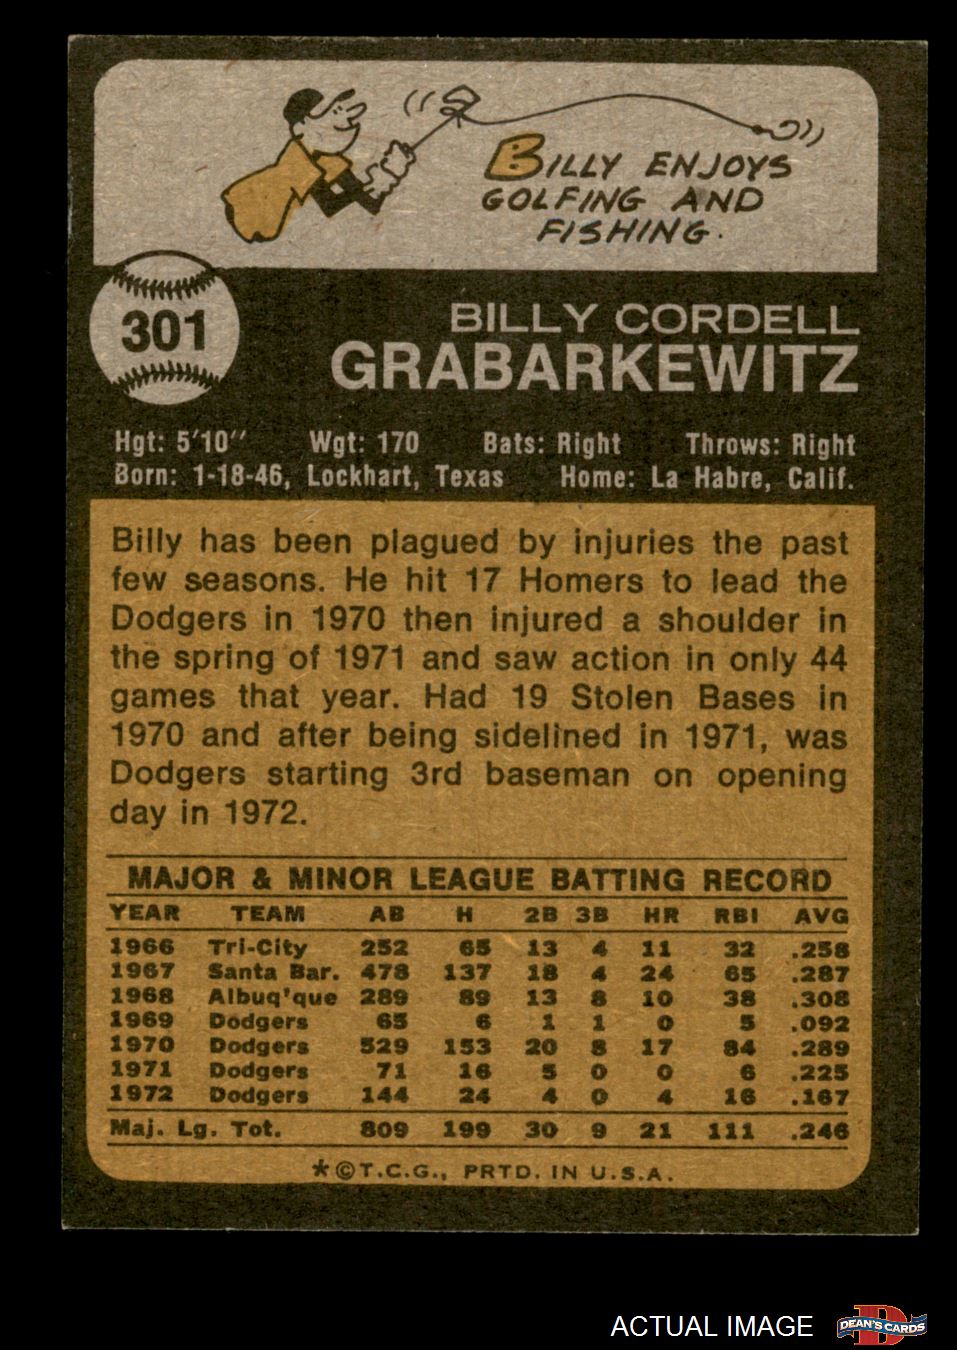 BILLY ENJOYS
GOLFING AND
FISHING.
301
BILLY CORDELL
GRABARKEWITZ
Hgt: 5'10" Wgt: 170 Bats: Right Throws: Right
Born: 1-18-46, Lockhart, Texas Home: La Habre, Calif.
Billy has been plagued by injuries the past
few seasons. He hit 17 Homers to lead the
Dodgers in 1970 then injured a shoulder in
the spring of 1971 and saw action in only 44
games that year. Had 19 Stolen Bases in
1970 and after being sidelined in 1971, was
Dodgers starting 3rd baseman on opening
day in 1972.
MAJOR & MINOR LEAGUE BATTING RECORD
YEAR TEAM AB H 2B 3B HR RBI AVG
1966 Tri-City 252 65 13 4 11 32 .258
1967 Santa Bar. 478 137 18 4 24 65 .287
1968 Albuq'que 289 89 13 8 10 38 .308
1969 Dodgers 65 6 1 1 0 5 .092
1970 Dodgers 529 153 20 8 17 84 .289
1971 Dodgers 71 16 5 0 0 6 .225
1972 Dodgers 144 24 4 0 4 16 .167
Maj. Lg. Tot. 809 199 30 9 21 111 .246
*©T.C.G., PRTD. IN U.S.A.
ACTUAL IMAGE
D
DEAN'S CARDS